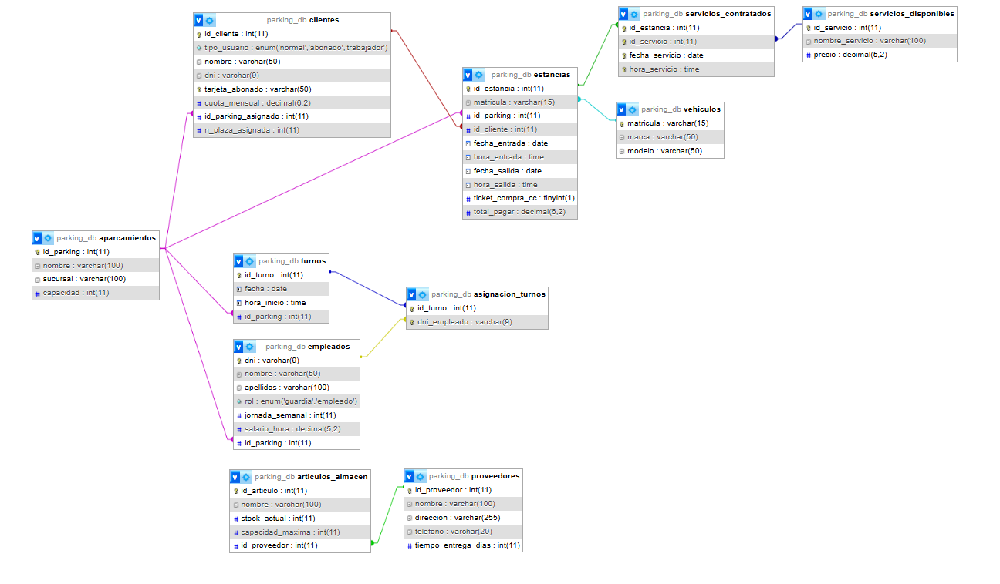 parking_db clientes
id_cliente : int(11)
tipo_usuario : enum('normal','abonado','trabajador')
nombre : varchar(50)
dni : varchar(9)
tarjeta_abonado : varchar(50)
cuota_mensual : decimal(6,2)
id_parking_asignado : int(11)
n_plaza_asignada : int(11)
parking_db servicios_contratados
id_estancia : int(11)
id_servicio : int(11)
fecha_servicio : date
hora_servicio : time
parking_db servicios_disponibles
id_servicio : int(11)
nombre_servicio : varchar(100)
precio : decimal(5,2)
parking_db estancias
id_estancia : int(11)
matricula : varchar(15)
id_parking : int(11)
id_cliente : int(11)
fecha_entrada : date
hora_entrada : time
fecha_salida : date
hora_salida : time
ticket_compra_cc : tinyint(1)
total_pagar : decimal(6,2)
parking_db vehiculos
matricula : varchar(15)
marca : varchar(50)
modelo : varchar(50)
parking_db aparcamientos
id_parking : int(11)
nombre : varchar(100)
sucursal : varchar(100)
capacidad : int(11)
parking_db turnos
id_turno : int(11)
fecha : date
hora_inicio : time
id_parking : int(11)
parking_db asignacion_turnos
id_turno : int(11)
dni_empleado : varchar(9)
parking_db empleados
dni : varchar(9)
nombre : varchar(50)
apellidos : varchar(100)
rol : enum('guardia','empleado')
jornada_semanal : int(11)
salario_hora : decimal(5,2)
id_parking : int(11)
parking_db articulos_almacen
id_articulo : int(11)
nombre : varchar(100)
stock_actual : int(11)
capacidad_maxima : int(11)
id_proveedor : int(11)
parking_db proveedores
id_proveedor : int(11)
nombre : varchar(100)
direccion : varchar(255)
telefono : varchar(20)
tiempo_entrega_dias : int(11)